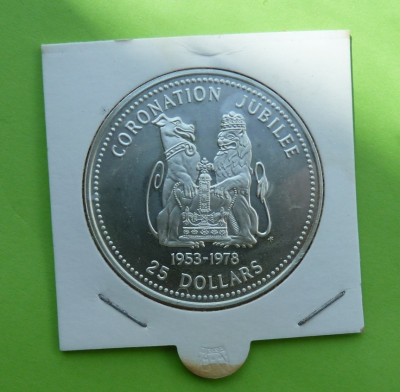 CORONATION JUBILEE
1953-1978
25 DOLLARS